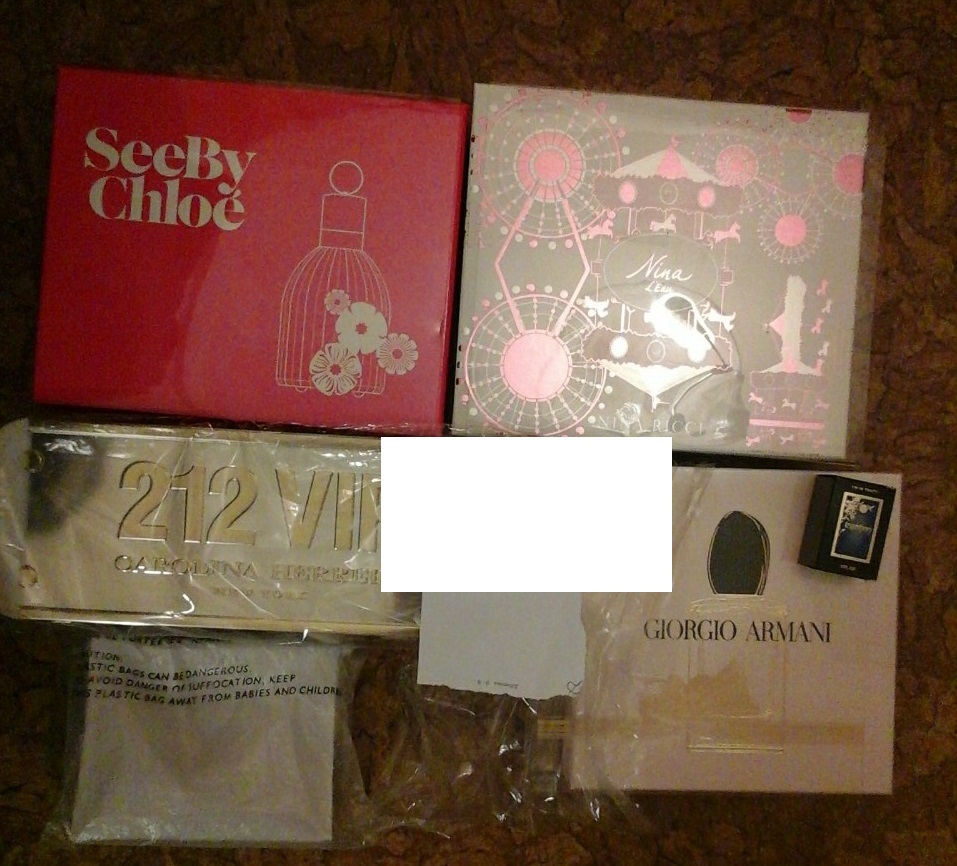 SeeBy
Chloé
Nina
L'Eau
NINA RICCI
212 VIP
CAROLINA HERRERA
NEW YORK
PLASTIC BAGS CAN BE DANGEROUS.
AVOID DANGER OF SUFFOCATION, KEEP
THIS PLASTIC BAG AWAY FROM BABIES AND CHILDREN
GIORGIO ARMANI